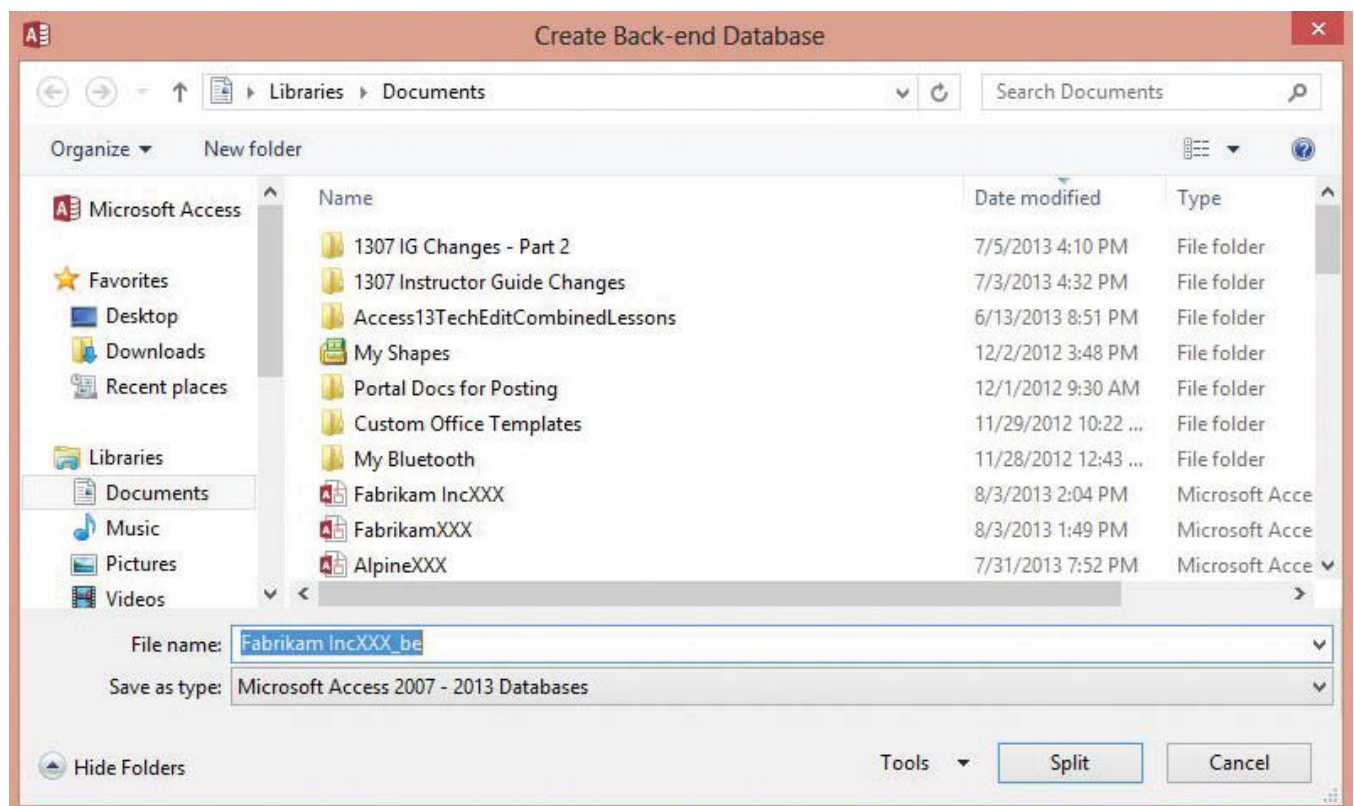 Create Back-end Database
Libraries Documents Search Documents
Organize New folder
Microsoft Access
Favorites
Desktop
Downloads
Recent places
Libraries
Documents
Music
Pictures
Videos
Name Date modified Type
1307 IG Changes - Part 2 7/5/2013 4:10 PM File folder
1307 Instructor Guide Changes 7/3/2013 4:32 PM File folder
Access13TechEditCombinedLessons 6/13/2013 8:51 PM File folder
My Shapes 12/2/2012 3:48 PM File folder
Portal Docs for Posting 12/1/2012 9:30 AM File folder
Custom Office Templates 11/29/2012 10:22 ... File folder
My Bluetooth 11/28/2012 12:43 ... File folder
Fabrikam IncXXX 8/3/2013 2:04 PM Microsoft Acce
FabrikamXXX 8/3/2013 1:49 PM Microsoft Acce
AlpineXXX 7/31/2013 7:52 PM Microsoft Acce
File name: Fabrikam IncXXX_be
Save as type: Microsoft Access 2007 - 2013 Databases
Hide Folders Tools Split Cancel